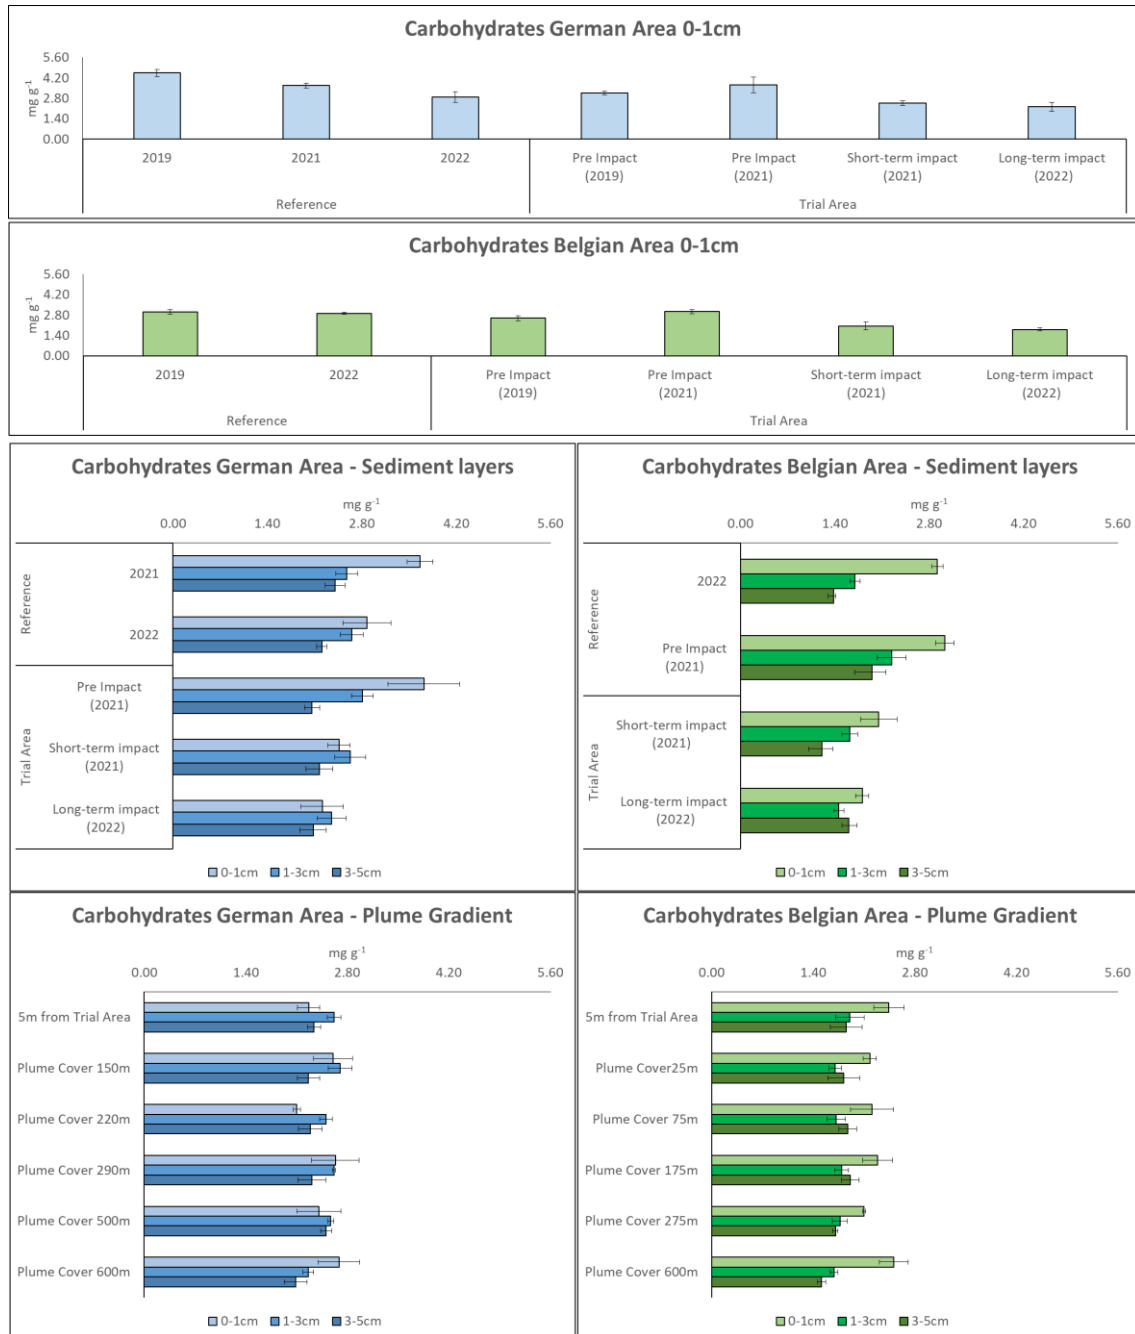 Carbohydrates German Area 0-1cm
mg g-1
5.60
4.20
2.80
1.40
0.00
2019
2021
2022
Pre Impact
(2019)
Pre Impact
(2021)
Short-term impact
(2021)
Long-term impact
(2022)
Reference
Trial Area
Carbohydrates Belgian Area 0-1cm
mg g-1
5.60
4.20
2.80
1.40
0.00
2019
2022
Pre Impact
(2019)
Pre Impact
(2021)
Short-term impact
(2021)
Long-term impact
(2022)
Reference
Trial Area
Carbohydrates German Area - Sediment layers
mg g-1
0.00 1.40 2.80 4.20 5.60
Reference
2021
2022
Trial Area
Pre Impact
(2021)
Short-term impact
(2021)
Long-term impact
(2022)
0-1cm 1-3cm 3-5cm
Carbohydrates Belgian Area - Sediment layers
mg g-1
0.00 1.40 2.80 4.20 5.60
Reference
2022
Pre Impact
(2021)
Trial Area
Short-term impact
(2021)
Long-term impact
(2022)
0-1cm 1-3cm 3-5cm
Carbohydrates German Area - Plume Gradient
mg g-1
0.00 1.40 2.80 4.20 5.60
5m from Trial Area
Plume Cover 150m
Plume Cover 220m
Plume Cover 290m
Plume Cover 500m
Plume Cover 600m
0-1cm 1-3cm 3-5cm
Carbohydrates Belgian Area - Plume Gradient
mg g-1
0.00 1.40 2.80 4.20 5.60
5m from Trial Area
Plume Cover25m
Plume Cover 75m
Plume Cover 175m
Plume Cover 275m
Plume Cover 600m
0-1cm 1-3cm 3-5cm